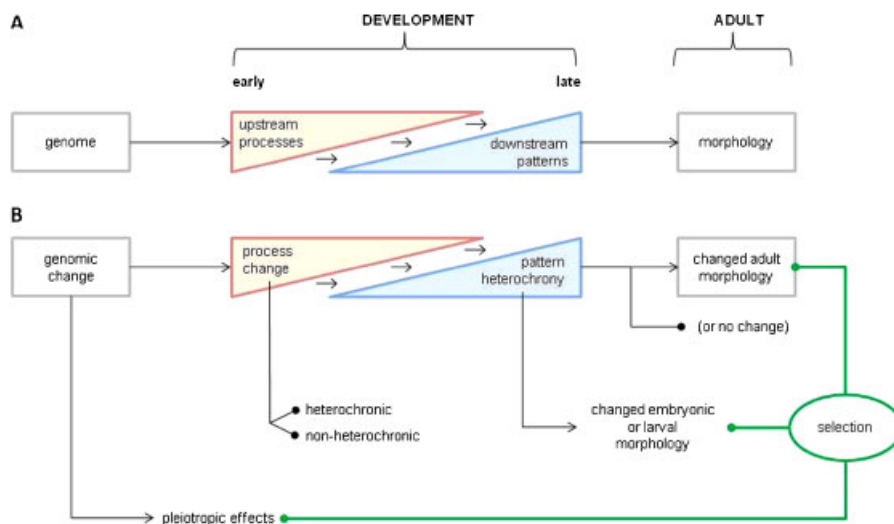 A
DEVELOPMENT
ADULT
early
late
genome
upstream
processes
downstream
patterns
morphology
B
genomic
change
process
change
pattern
heterochrony
changed adult
morphology
(or no change)
heterochronic
non-heterochronic
changed embryonic
or larval
morphology
selection
pleiotropic effects